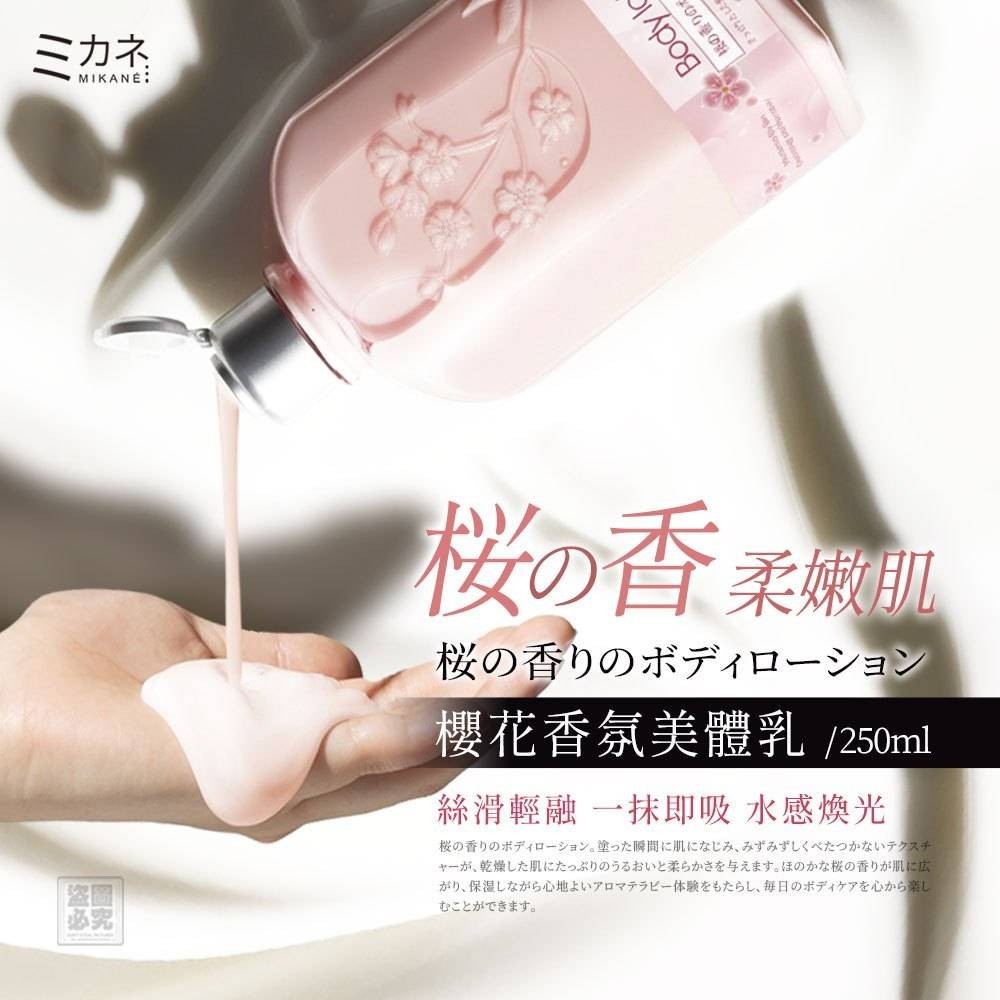 ミカネ
MIKANÉ
Body lo
桜の香りのボ
桜の香 柔嫩肌
桜の香りのボディローション
櫻花香氛美體乳 /250ml
絲滑輕融 一抹即吸 水感煥光
桜の香りのボディローション。塗った瞬間に肌になじみ、みずみずしくべたつかないテクスチ
ャーが、乾燥した肌にたっぷりのうるおいと柔らかさを与えます。ほのかな桜の香りが肌に広
がり、保湿しながら心地よいアロマテラピー体験をもたらし、毎日のボディケアを心から楽し
むことができます。
盜圖
必究